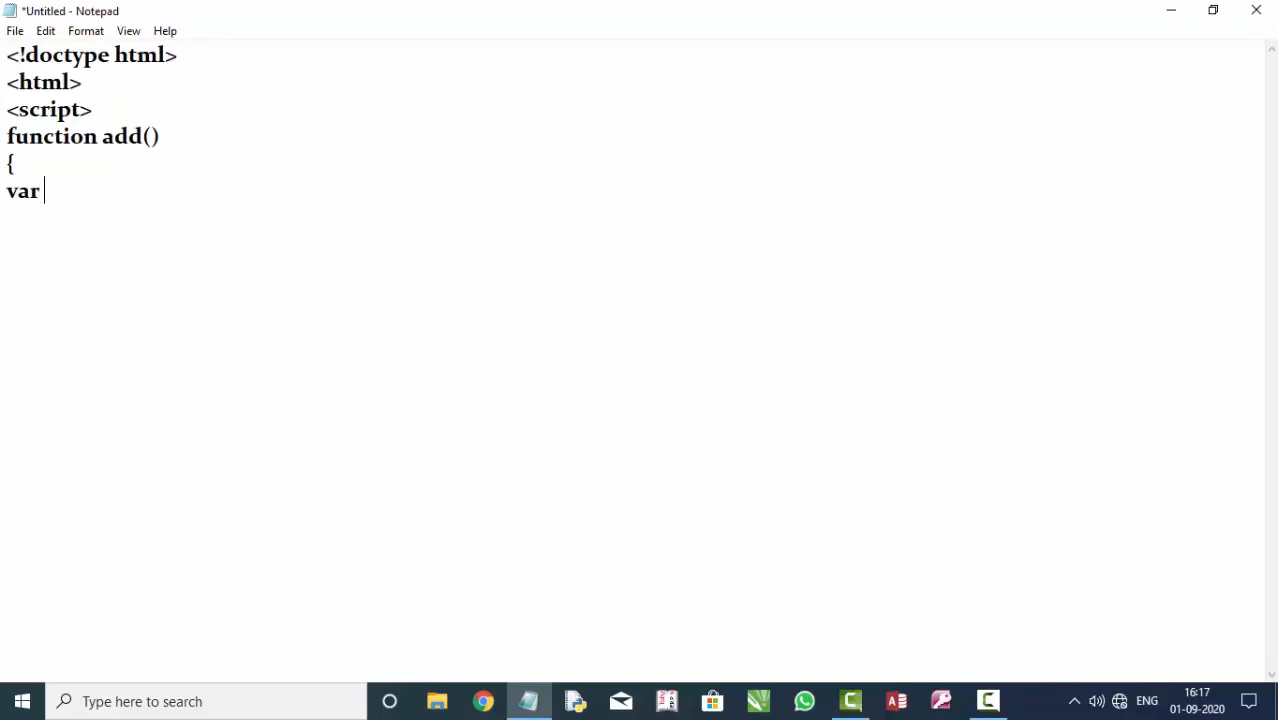 *Untitled - Notepad
File Edit Format View Help
<!doctype html>
<html>
<script>
function add()
{
var
Type here to search
ENG
16:17
01-09-2020